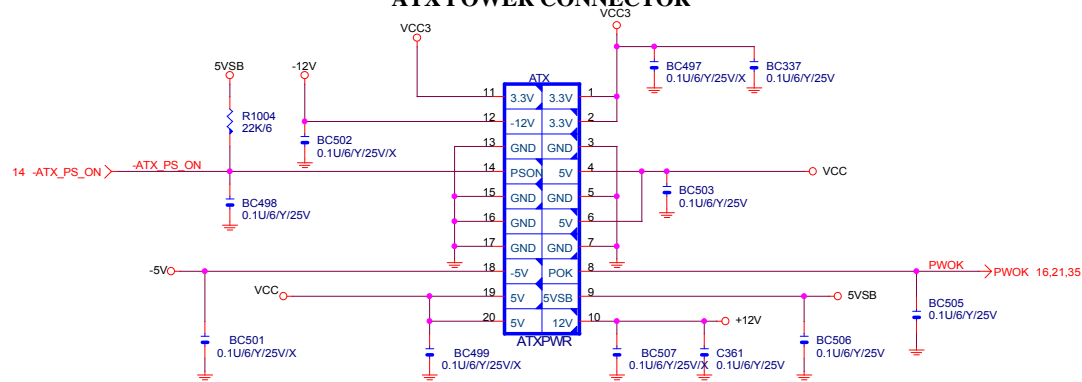 ATX POWER CONNECTOR
VCC3
VCC3
5VSB
-12V
BC497
0.1U/6/Y/25V/X
BC337
0.1U/6/Y/25V
ATX
R1004
22K/6
BC502
0.1U/6/Y/25V/X
11 3.3V 3.3V 1
12 -12V 3.3V 2
13 GND GND 3
14 -ATX_PS_ON
-ATX_PS_ON
14 PSON 5V 4
VCC
15 GND GND 5
16 GND 5V 6
17 GND GND 7
BC503
0.1U/6/Y/25V
BC498
0.1U/6/Y/25V
-5V
18 -5V POK 8
PWOK
PWOK 16,21,35
VCC
19 5V 5VSB 9
5VSB
20 5V 12V 10
+12V
ATXPWR
BC505
0.1U/6/Y/25V
BC501
0.1U/6/Y/25V/X
BC499
0.1U/6/Y/25V/X
BC507
0.1U/6/Y/25V/X
C361
0.1U/6/Y/25V
BC506
0.1U/6/Y/25V